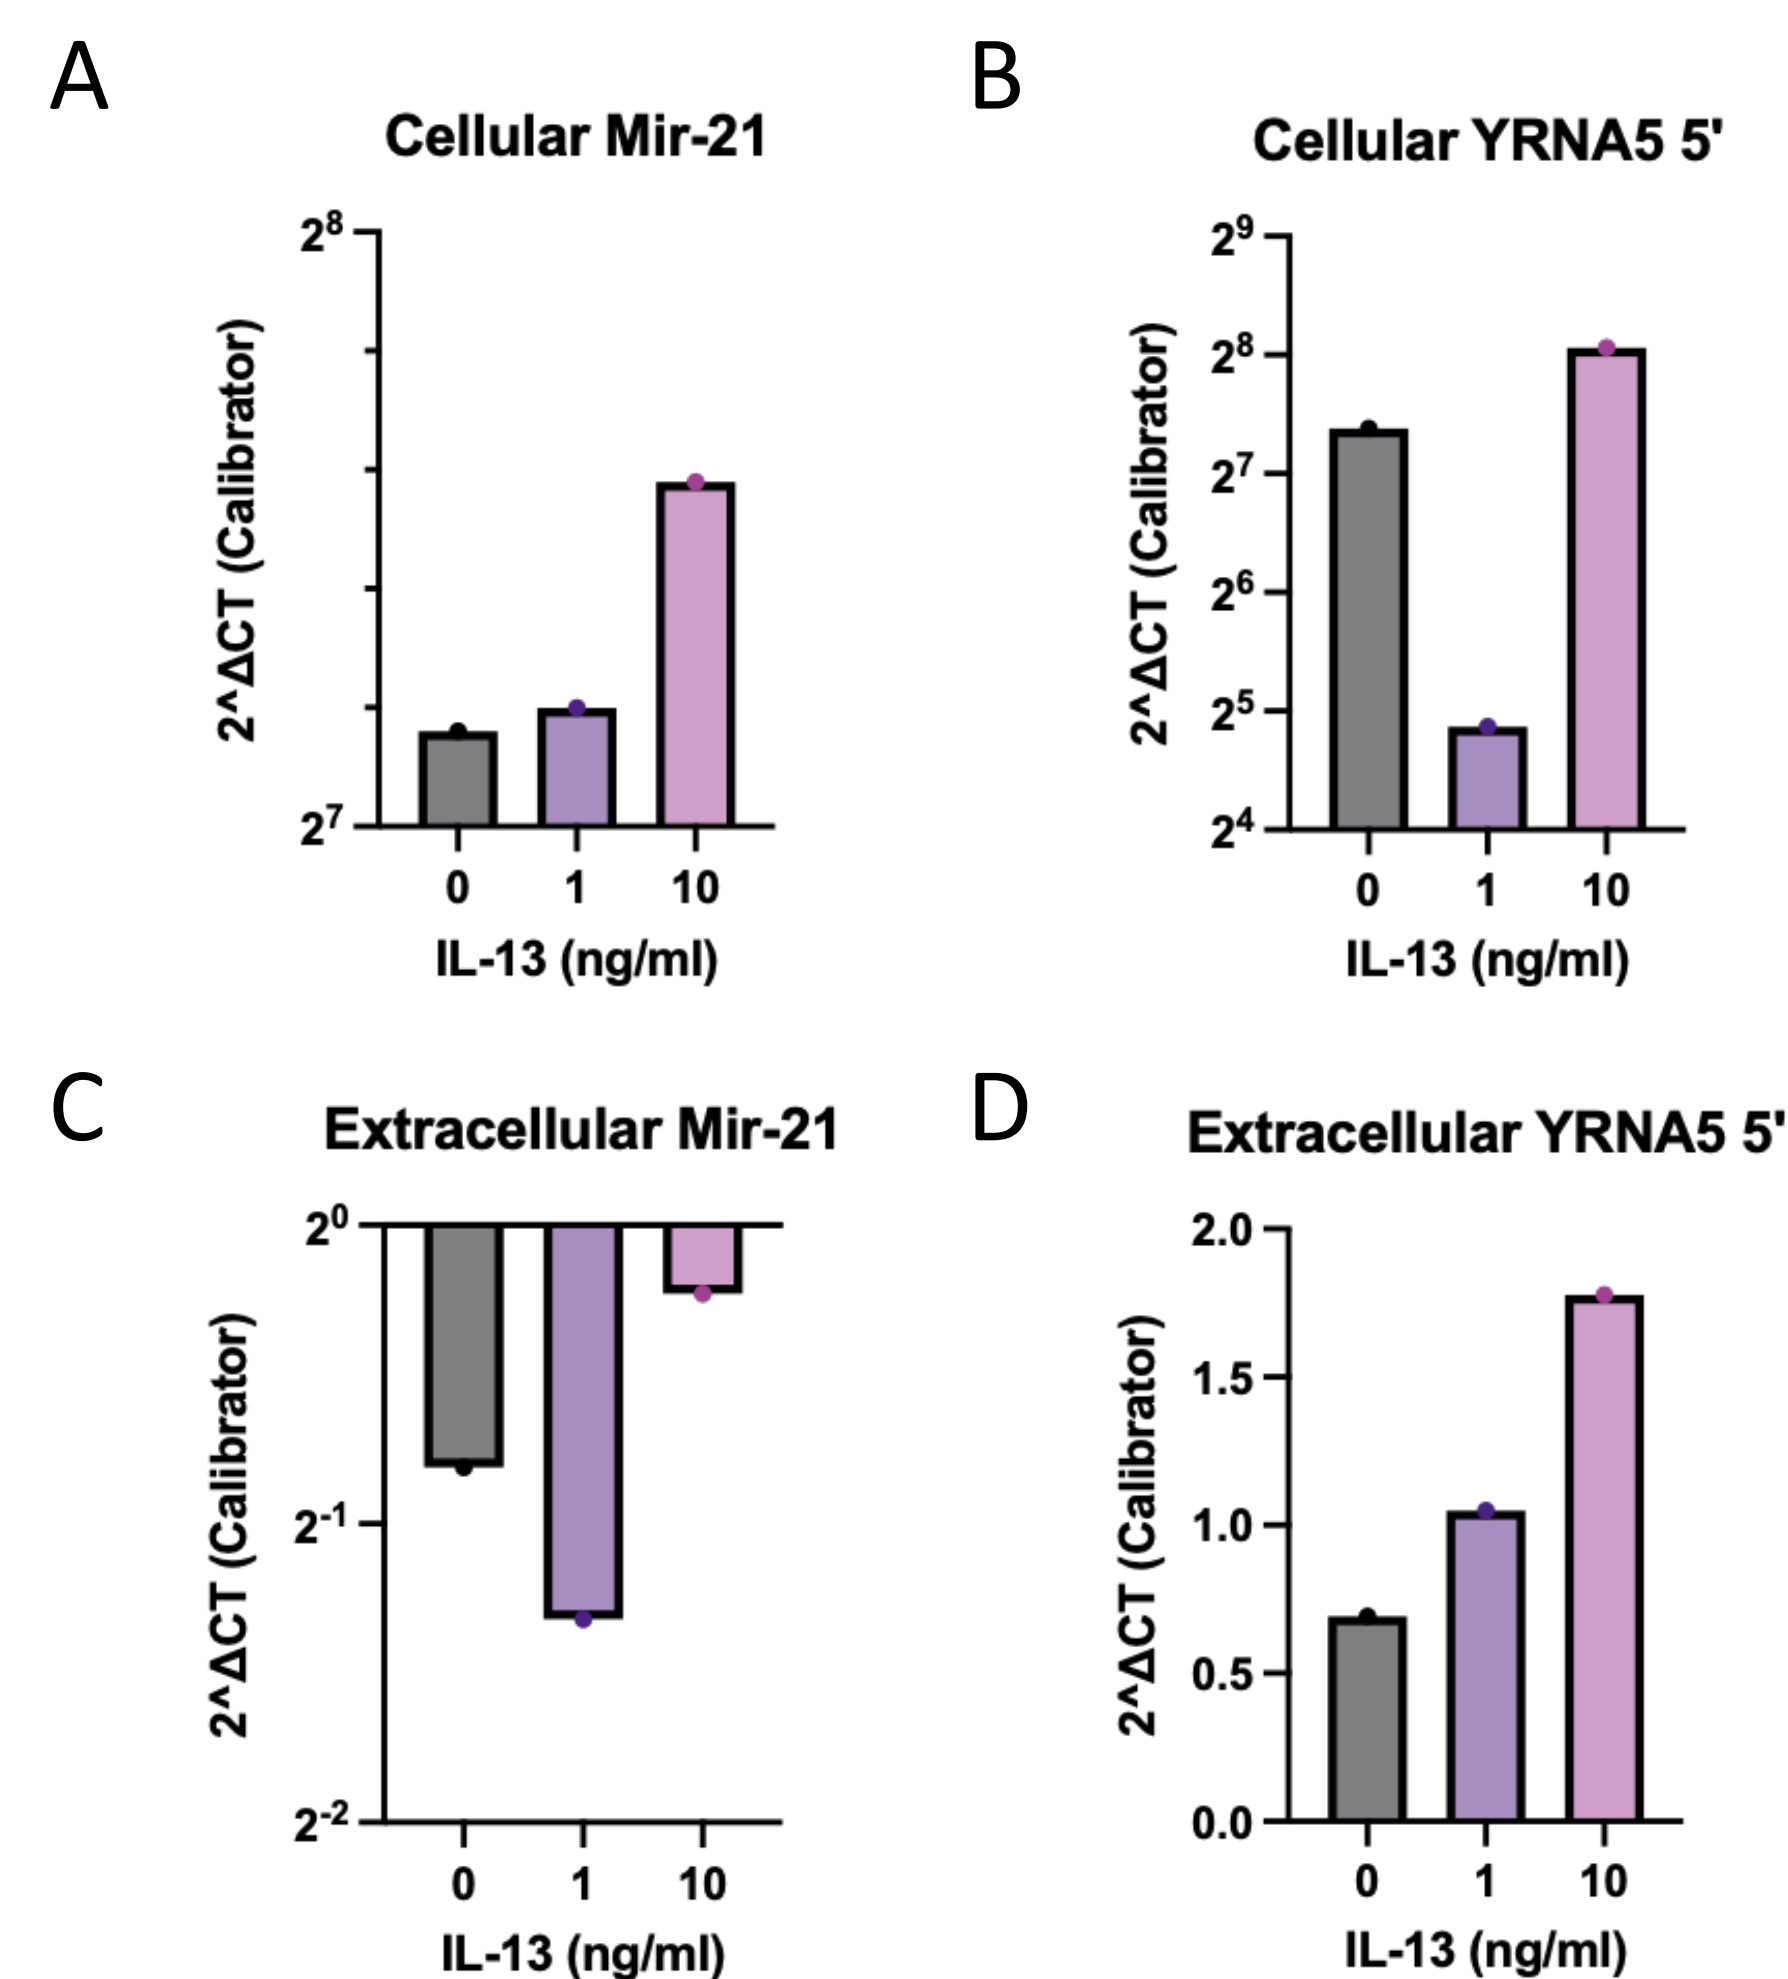 A
Cellular Mir-21
2^ΔCT (Calibrator)
2⁸
2⁷
0 1 10
IL-13 (ng/ml)
B
Cellular YRNA5 5'
2^ΔCT (Calibrator)
2⁹
2⁸
2⁷
2⁶
2⁵
2⁴
0 1 10
IL-13 (ng/ml)
C
Extracellular Mir-21
2^ΔCT (Calibrator)
2⁰
2⁻¹
2⁻²
0 1 10
IL-13 (ng/ml)
D
Extracellular YRNA5 5'
2^ΔCT (Calibrator)
2.0
1.5
1.0
0.5
0.0
0 1 10
IL-13 (ng/ml)